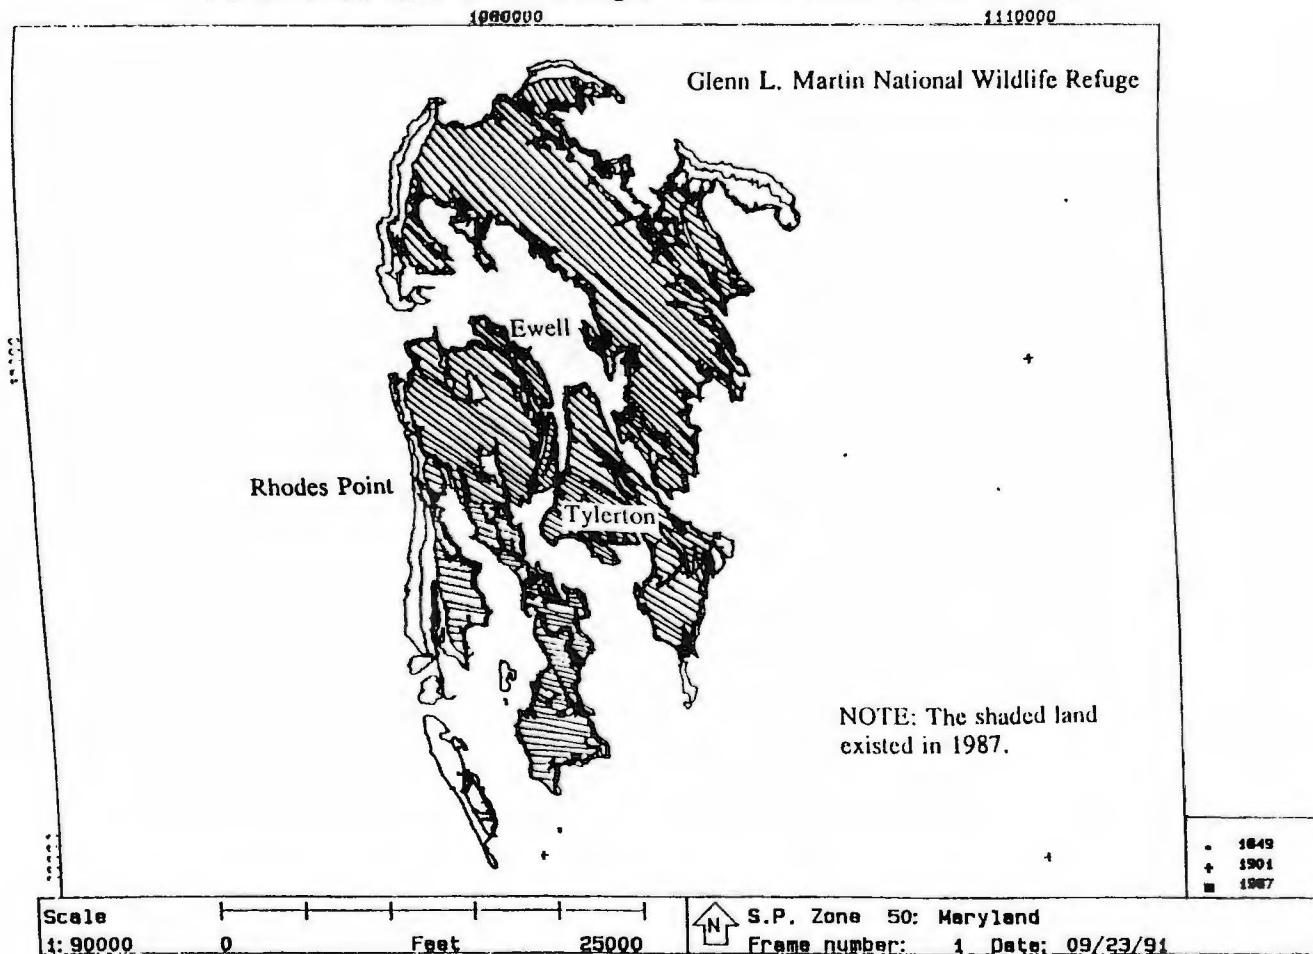 1110000
Glenn L. Martin National Wildlife Refuge
Ewell
Rhodes Point
Tylerton
NOTE: The shaded land
existed in 1987.
1849
1901
1987
Scale
1: 90000
0 Feet 25000
N
S.P. Zone 50: Maryland
Frame number: 1 Date: 09/23/91